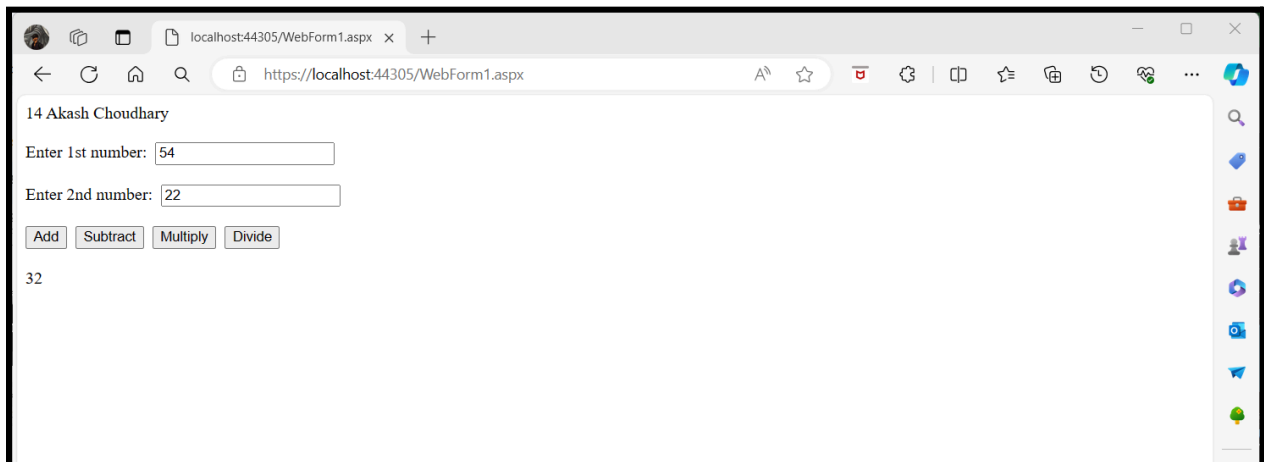 localhost:44305/WebForm1.aspx
https://localhost:44305/WebForm1.aspx
14 Akash Choudhary
Enter 1st number: 54
Enter 2nd number: 22
Add Subtract Multiply Divide
32